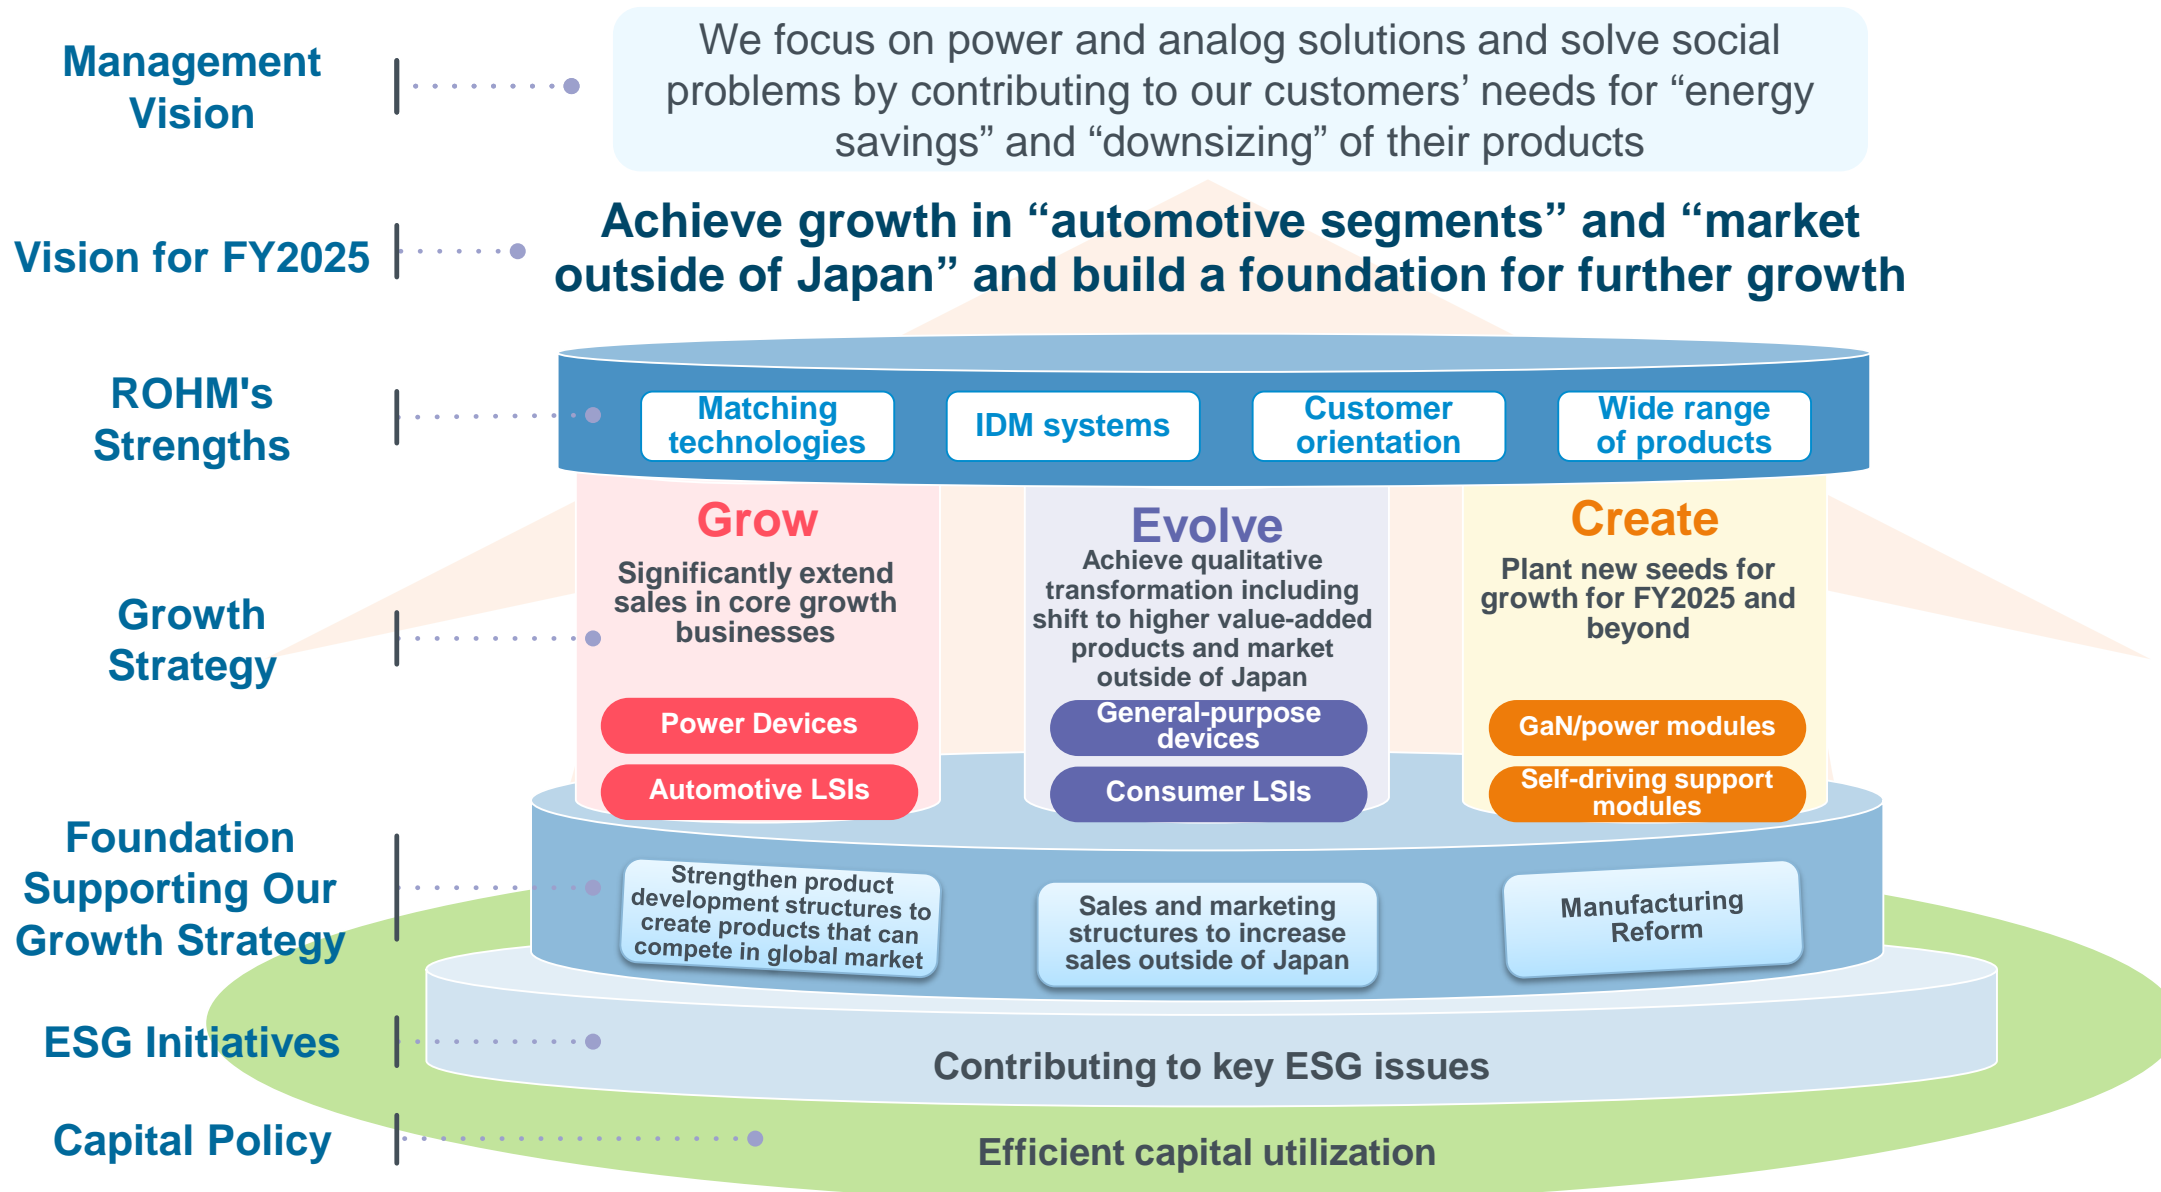 Management
Vision
We focus on power and analog solutions and solve social
problems by contributing to our customers’ needs for “energy
savings” and “downsizing” of their products
Vision for FY2025
Achieve growth in “automotive segments” and “market
outside of Japan” and build a foundation for further growth
ROHM's
Strengths
Matching
technologies
IDM systems
Customer
orientation
Wide range
of products
Growth
Strategy
Grow
Significantly extend
sales in core growth
businesses
Power Devices
Automotive LSIs
Evolve
Achieve qualitative
transformation including
shift to higher value-added
products and market
outside of Japan
General-purpose
devices
Consumer LSIs
Create
Plant new seeds for
growth for FY2025 and
beyond
GaN/power modules
Self-driving support
modules
Foundation
Supporting Our
Growth Strategy
Strengthen product
development structures to
create products that can
compete in global market
Sales and marketing
structures to increase
sales outside of Japan
Manufacturing
Reform
ESG Initiatives
Contributing to key ESG issues
Capital Policy
Efficient capital utilization